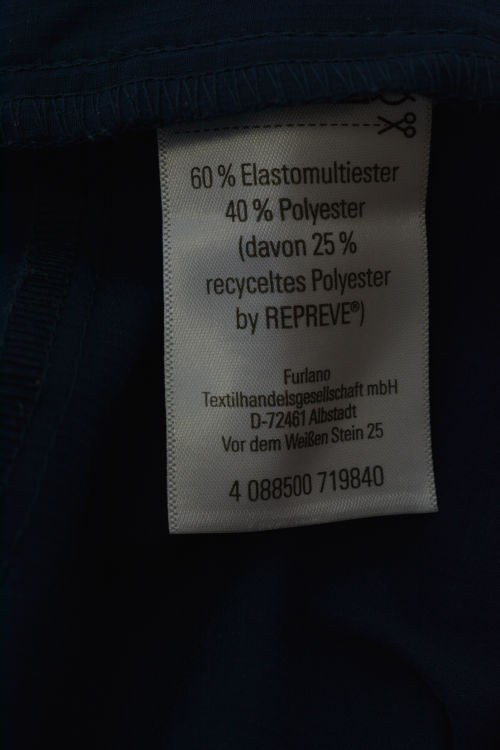 60 % Elastomultiester
40 % Polyester
(davon 25 %
recyceltes Polyester
by REPREVE®)
Furlano
Textilhandelsgesellschaft mbH
D-72461 Albstadt
Vor dem Weißen Stein 25
4 088500 719840